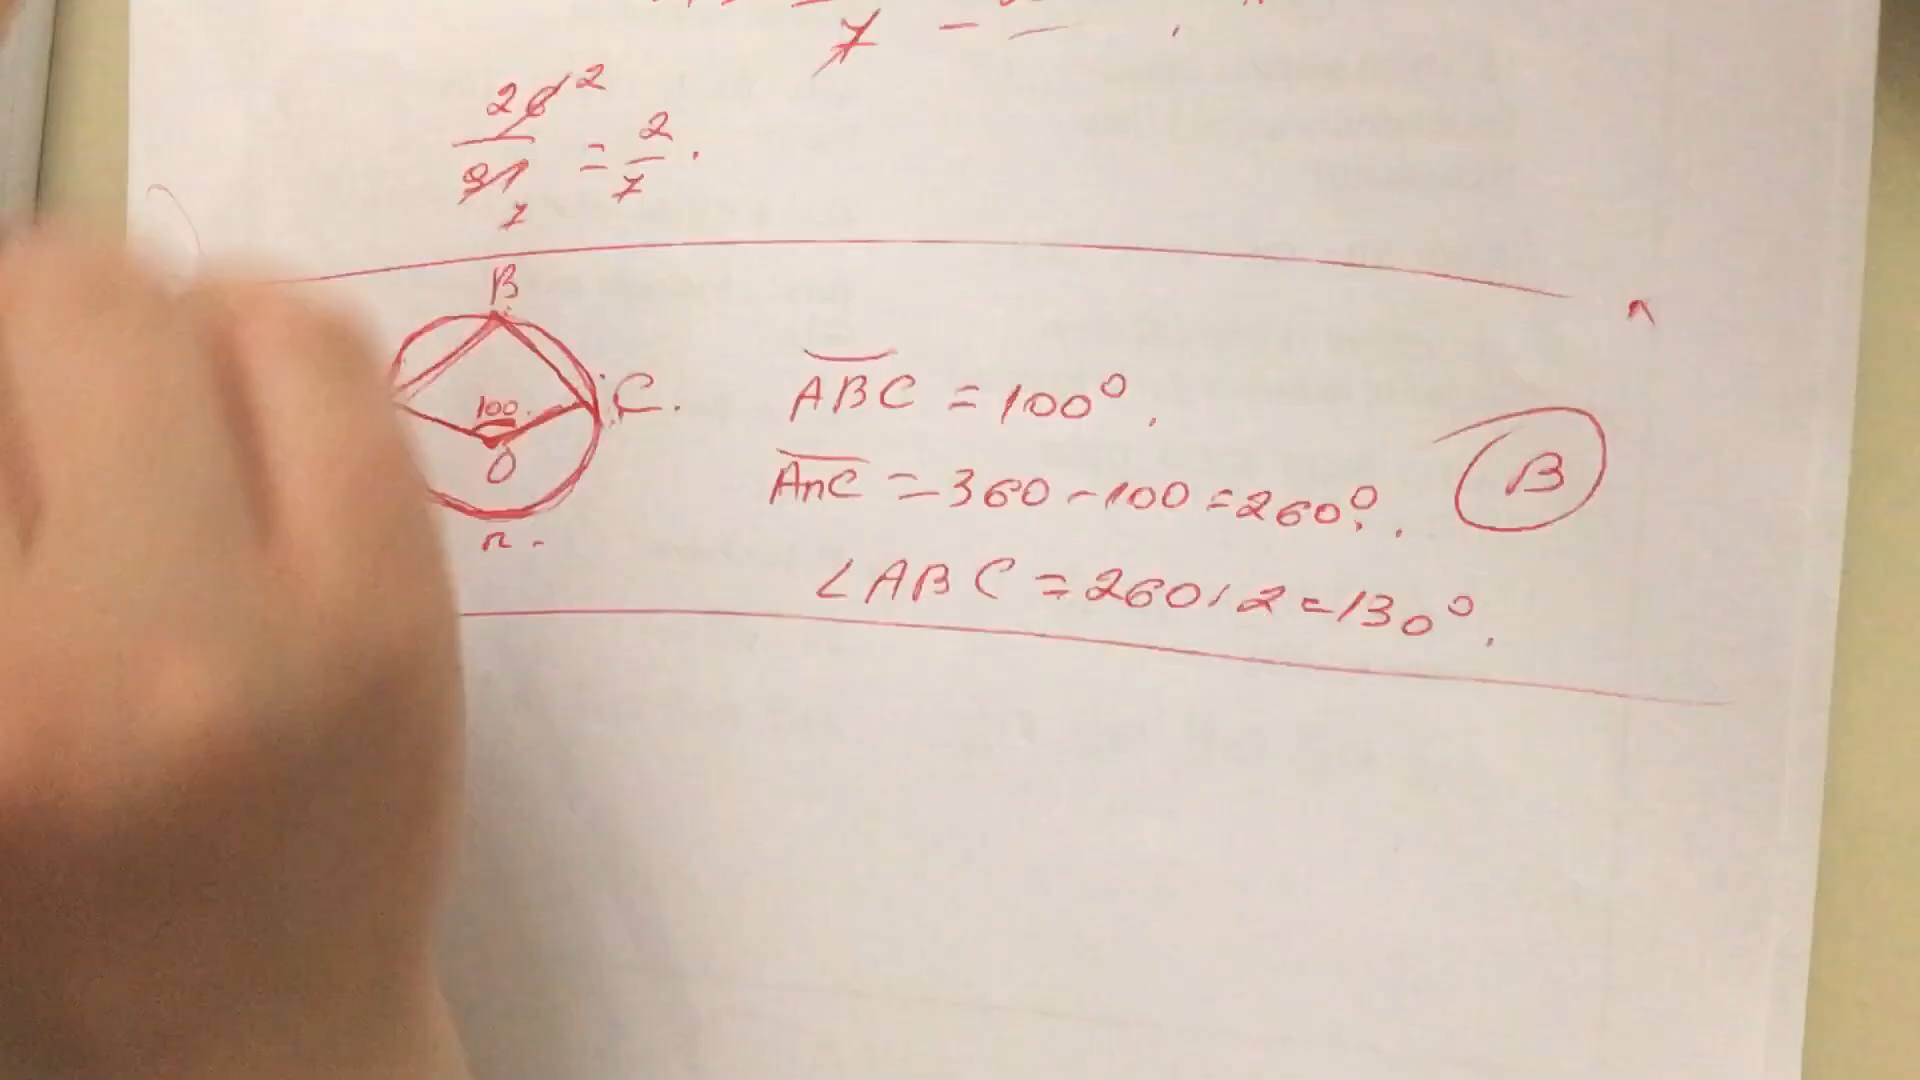 7 -
26 2
91 = 2/7 .
7
B
100
C .
O
n .
ABC = 100° .
AnC = 360 - 100 = 260° .
∠ABC = 260 : 2 = 130° .
B